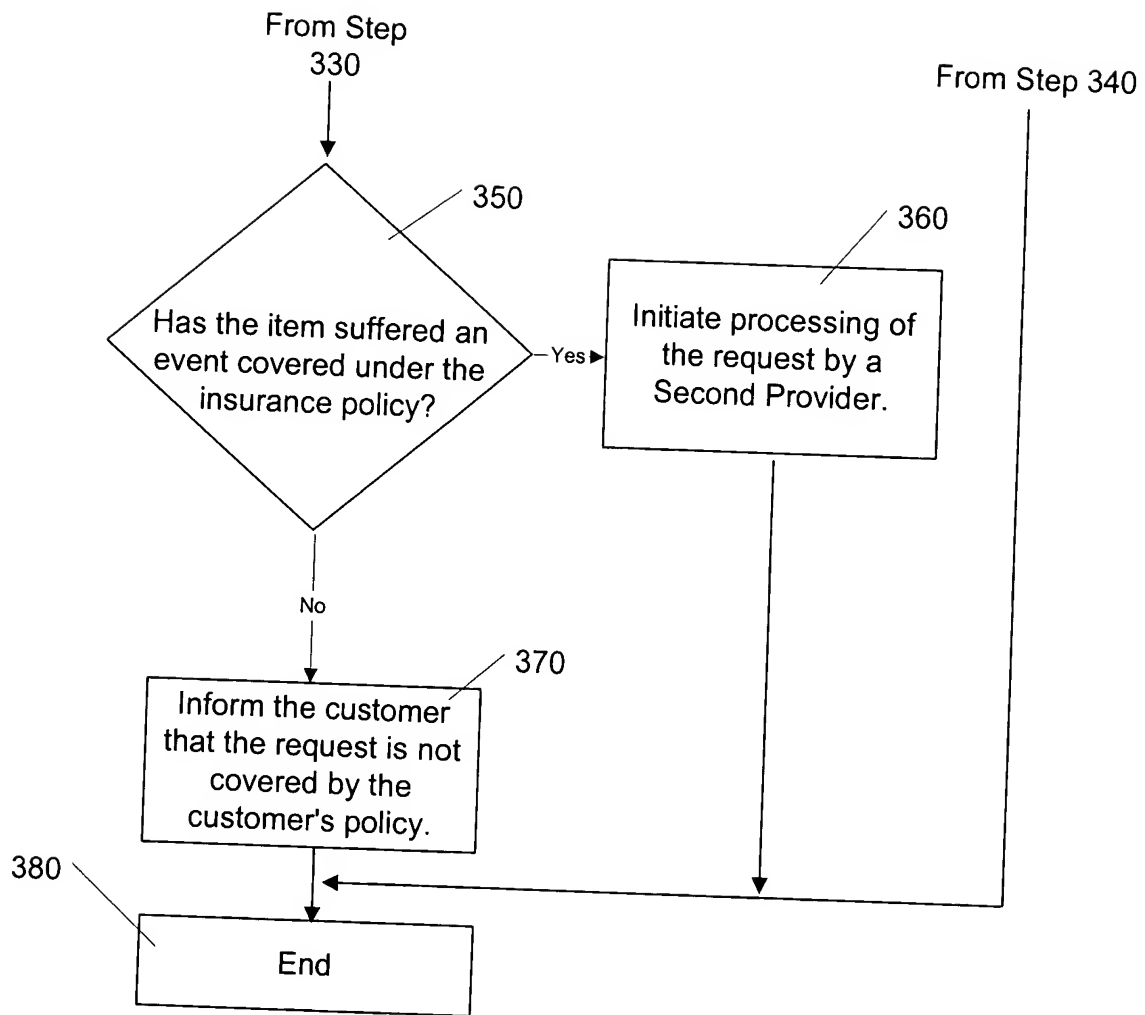 From Step
330
From Step 340
350
360
Has the item suffered an
event covered under the
insurance policy?
Yes
Initiate processing of
the request by a
Second Provider.
No
370
Inform the customer
that the request is not
covered by the
customer's policy.
380
End